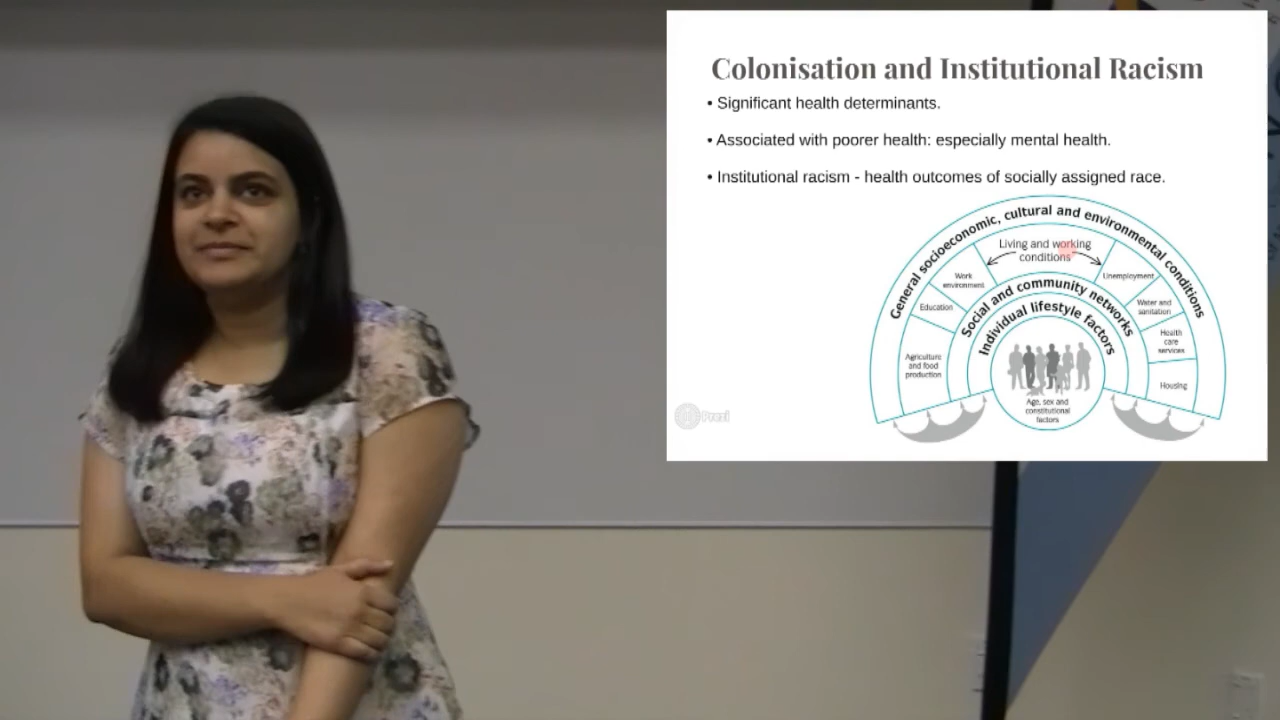 Colonisation and Institutional Racism
• Significant health determinants.
• Associated with poorer health: especially mental health.
• Institutional racism - health outcomes of socially assigned race.
General socioeconomic, cultural and environmental conditions
Living and working
conditions
Work
environment
Unemployment
Education
Water and
sanitation
Social and community networks
Individual lifestyle factors
Health
care
services
Agriculture
and food
production
Housing
Age, sex and
constitutional
factors
Prezi